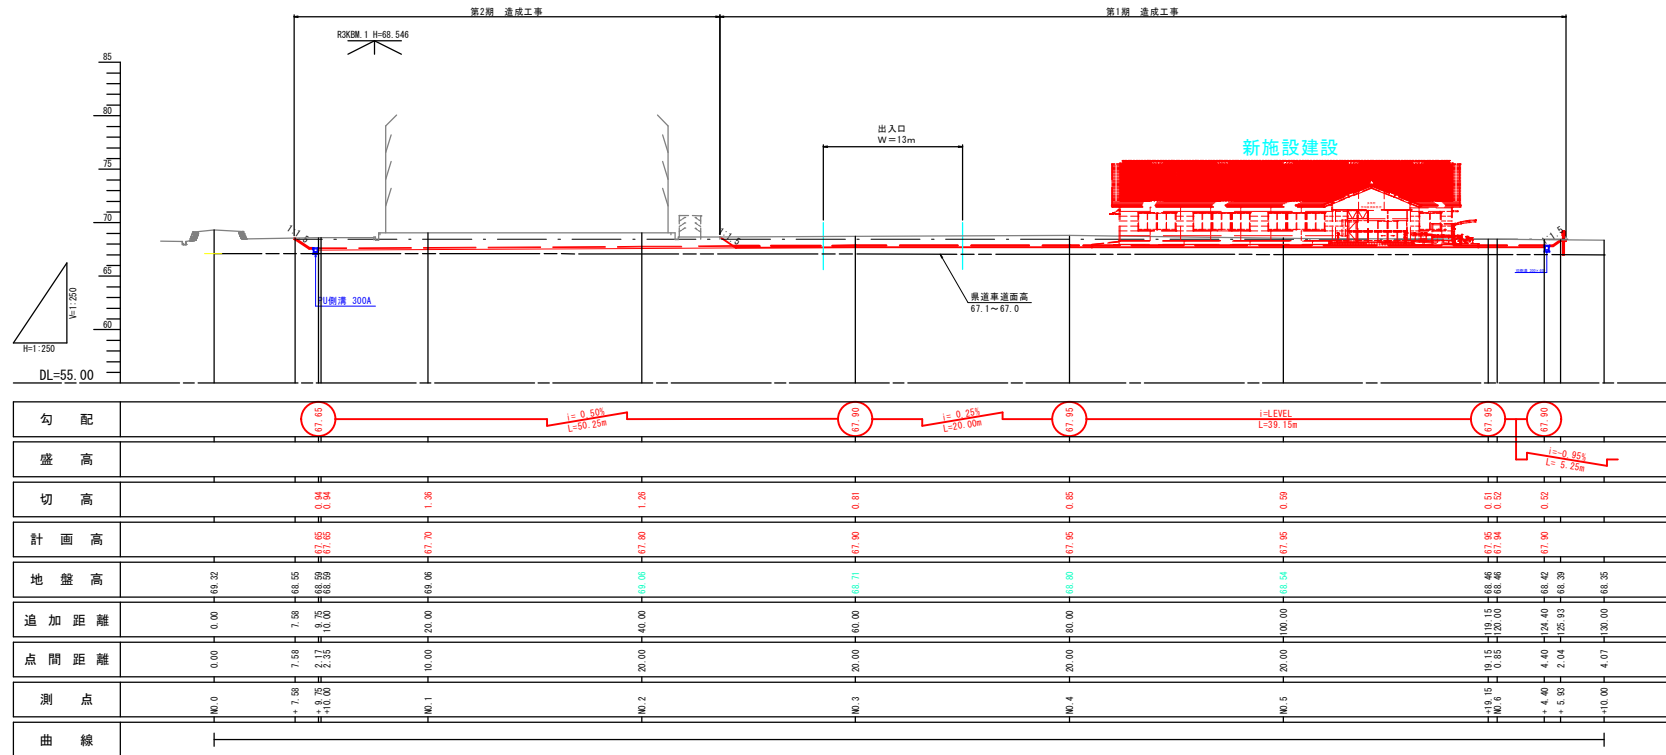 第2期 造成工事
第1期 造成工事
R3KBM.1 H=68.546
85
80
75
70
65
60
DL=55.00
V=1:250
H=1:250
出入口
W=13m
新施設建設
1:1.5
1:1.5
1:1.5
PU側溝 300A
県道車道面高
67.1~67.0
勾配
67.65
i= 0.50%
L=50.25m
67.90
i= 0.25%
L=20.00m
67.95
i=LEVEL
L=39.15m
67.95
67.90
i=-0.95%
L= 5.25m
盛高
切高
0.94 0.94 1.36 1.26 0.81 0.85 0.59 0.51 0.52 0.52
計画高
67.65 67.65 67.70 67.80 67.90 67.95 67.95 67.95 67.94 67.90
地盤高
69.32 68.55 68.59 68.59 69.06 69.06 68.71 68.80 68.54 68.46 68.46 68.42 68.39 68.35
追加距離
0.00 7.58 9.75 10.00 20.00 40.00 60.00 80.00 100.00 119.15 120.00 124.40 125.93 130.00
点間距離
0.00 7.58 2.17 2.35 10.00 20.00 20.00 20.00 20.00 19.15 0.85 4.40 2.04 4.07
測点
NO.0 + 7.58 + 9.75 +10.00 NO.1 NO.2 NO.3 NO.4 NO.5 +19.15 NO.6 + 4.40 + 5.93 +10.00
曲線